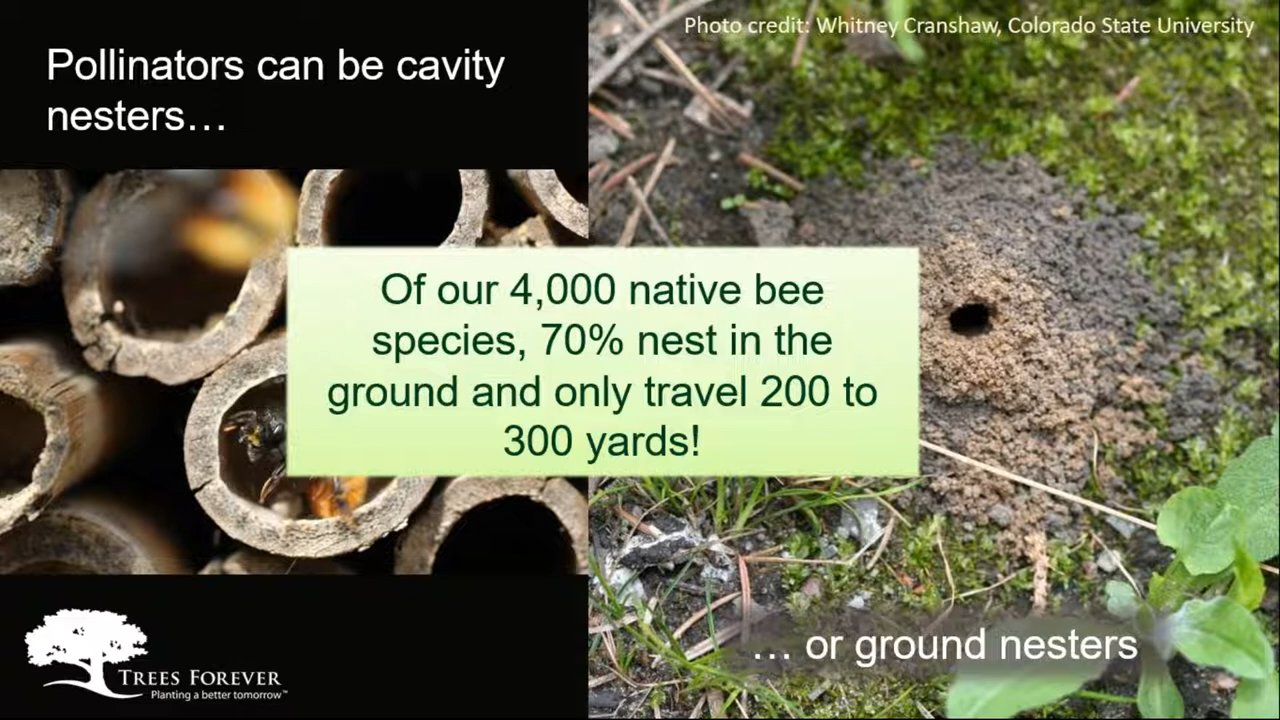 Photo credit: Whitney Cranshaw, Colorado State University
Pollinators can be cavity
nesters…
Of our 4,000 native bee
species, 70% nest in the
ground and only travel 200 to
300 yards!
… or ground nesters
TREES FOREVER
Planting a better tomorrow™